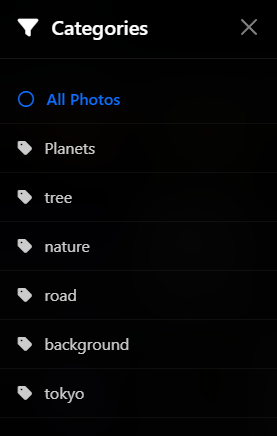 Categories
All Photos
Planets
tree
nature
road
background
tokyo